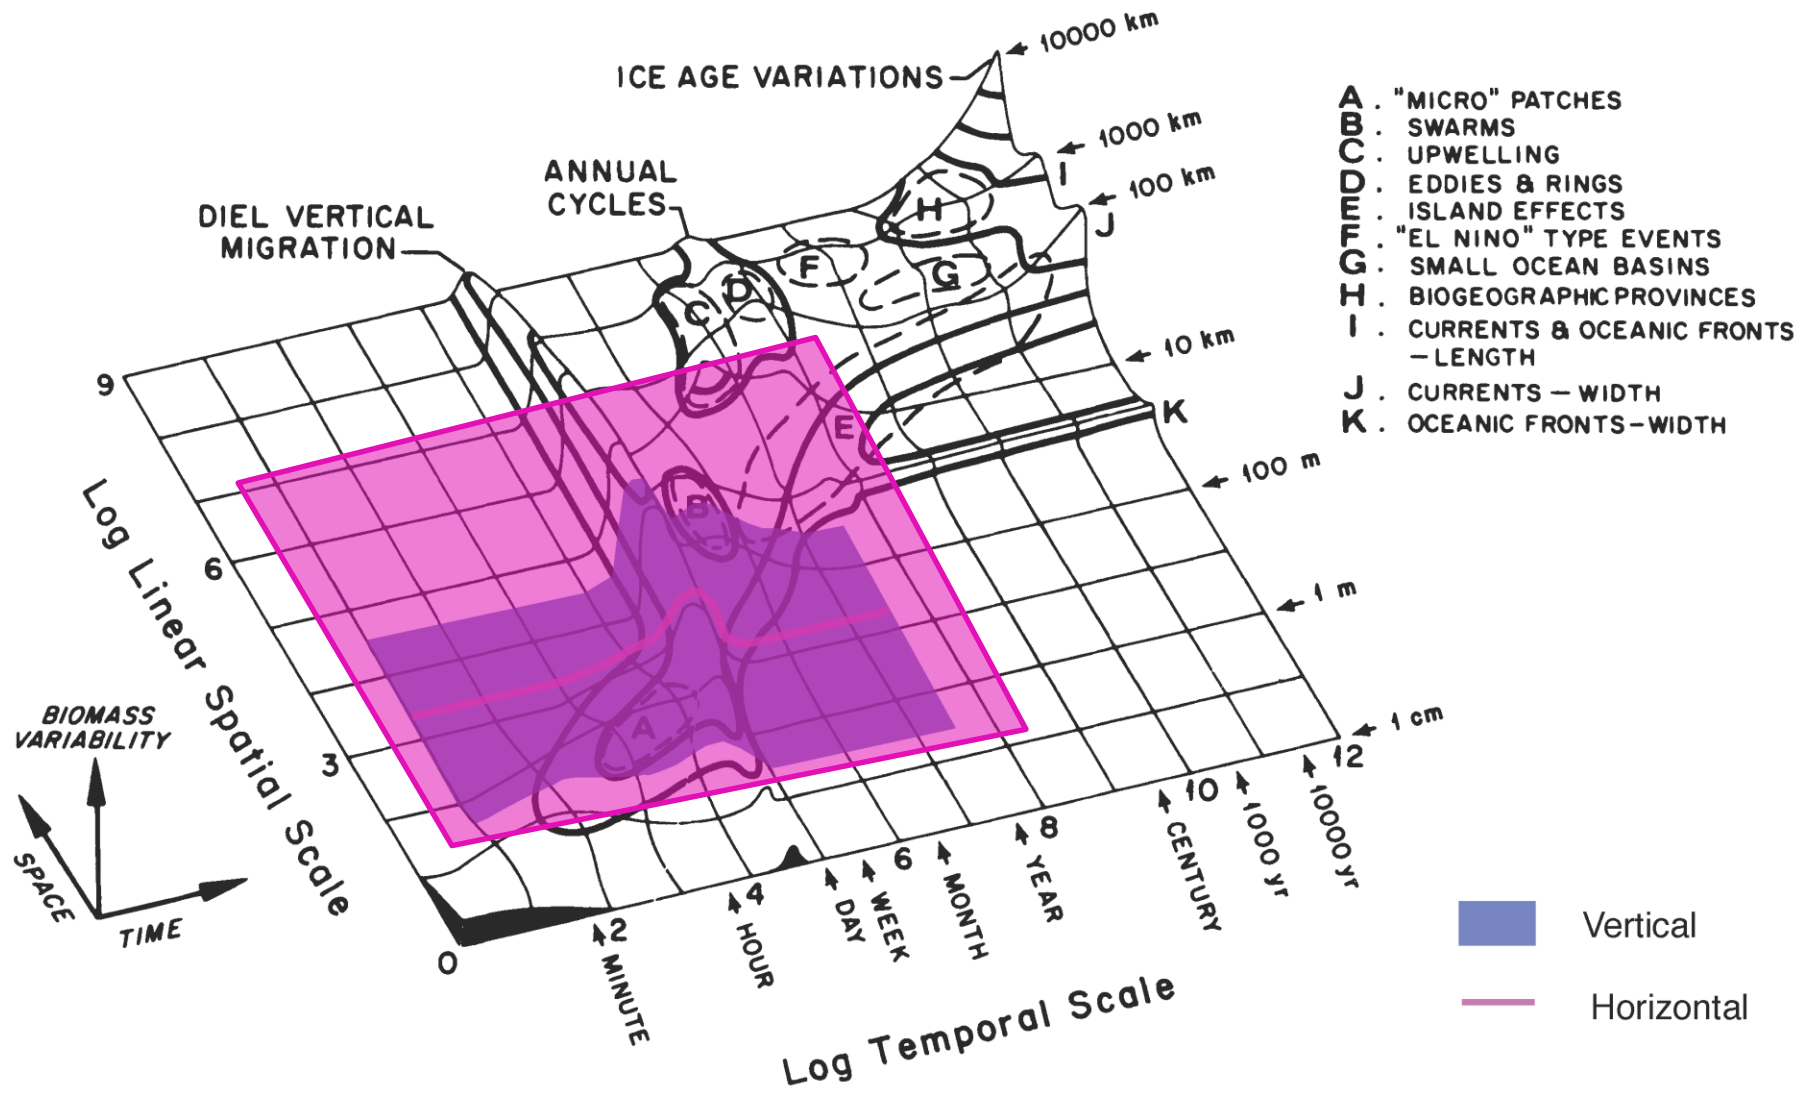 10000 km
ICE AGE VARIATIONS
1000 km
ANNUAL
CYCLES
I
100 km
DIEL VERTICAL
MIGRATION
H
J
F
G
D
C
9
10 km
E
K
B
100 m
6
Log Linear Spatial Scale
1 m
A
BIOMASS
VARIABILITY
3
1 cm
12
10
8
6
4
2
0
SPACE
TIME
MINUTE
HOUR
DAY
WEEK
MONTH
YEAR
CENTURY
1000 yr
10000 yr
Log Temporal Scale
A . "MICRO" PATCHES
B . SWARMS
C . UPWELLING
D . EDDIES & RINGS
E . ISLAND EFFECTS
F . "EL NINO" TYPE EVENTS
G . SMALL OCEAN BASINS
H . BIOGEOGRAPHIC PROVINCES
I . CURRENTS & OCEANIC FRONTS
– LENGTH
J . CURRENTS – WIDTH
K . OCEANIC FRONTS–WIDTH
Vertical
Horizontal